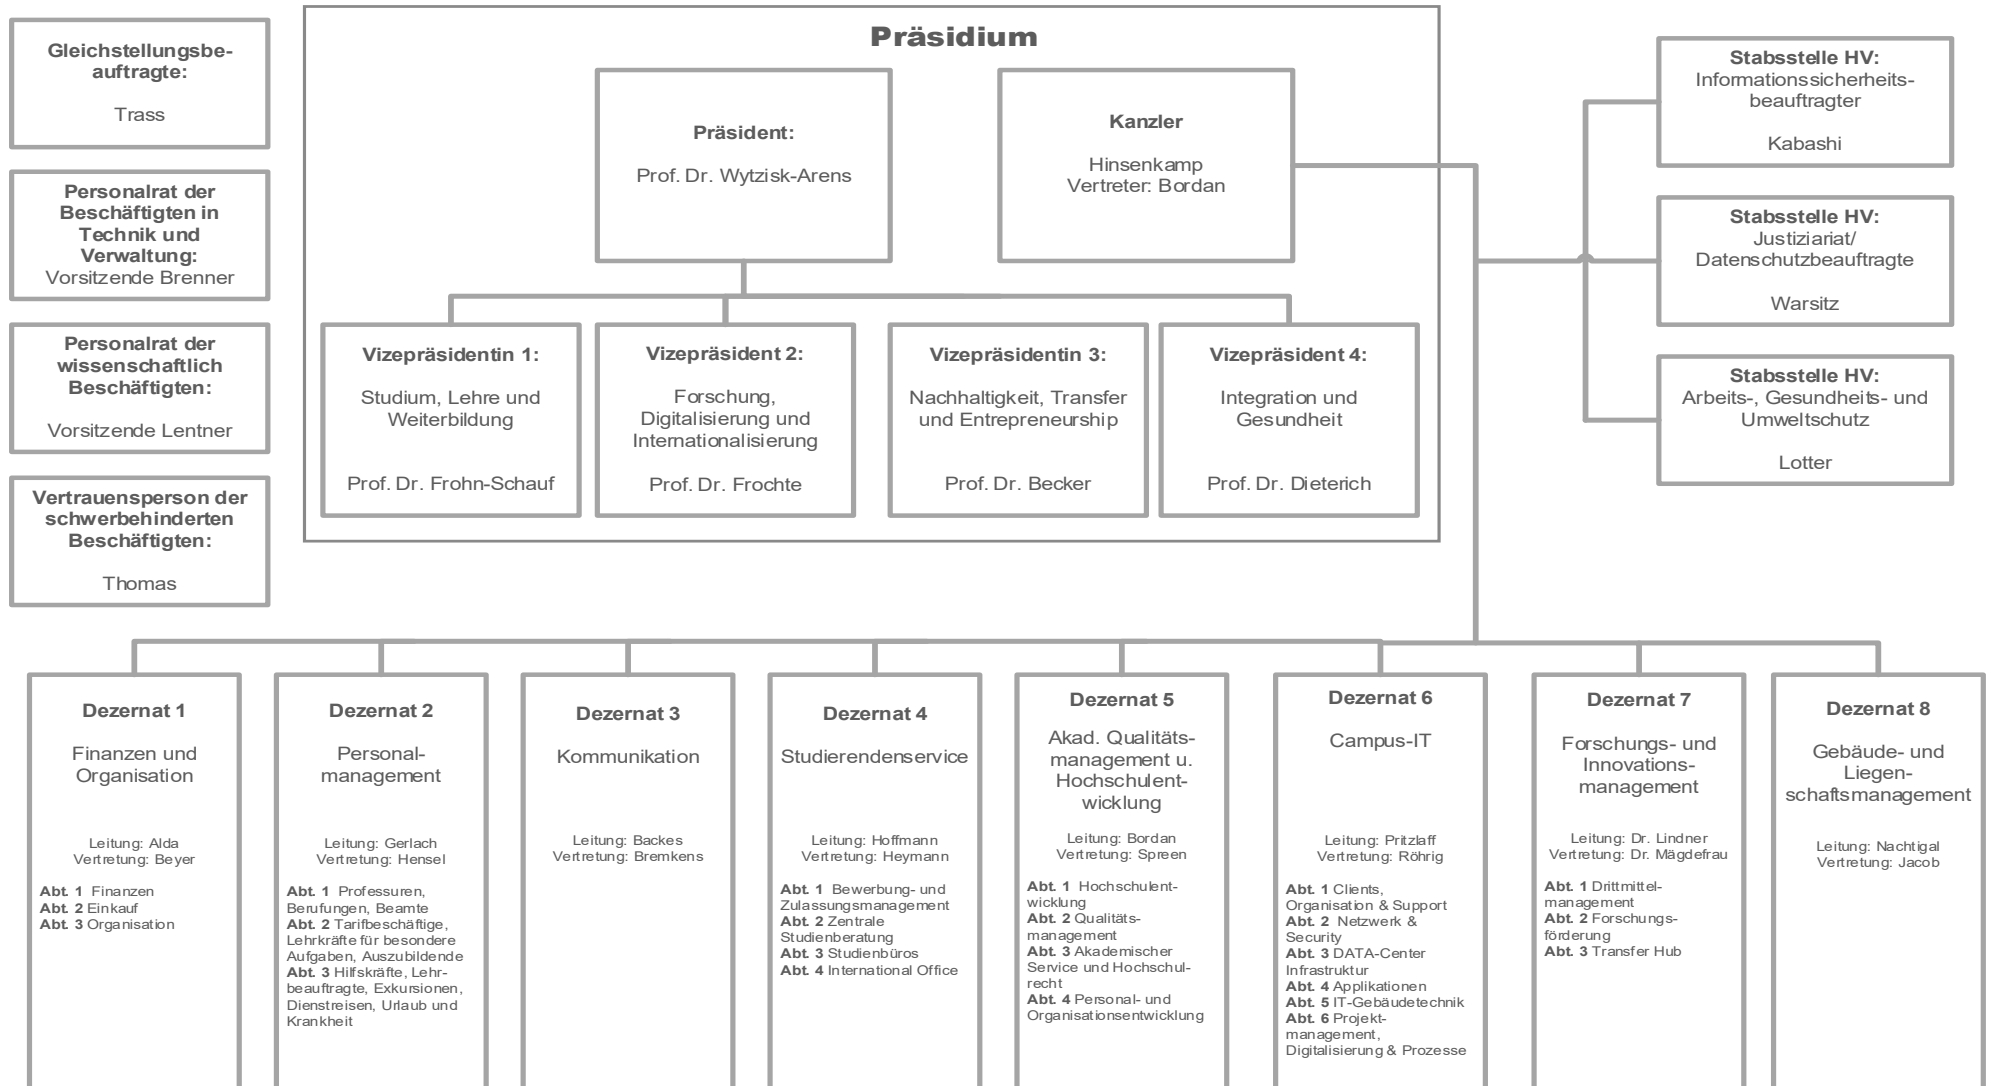 Gleichstellungsbe-
auftragte:
Trass
Personalrat der
Beschäftigten in
Technik und
Verwaltung:
Vorsitzende Brenner
Personalrat der
wissenschaftlich
Beschäftigten:
Vorsitzende Lentner
Vertrauensperson der
schwerbehinderten
Beschäftigten:
Thomas
Präsidium
Präsident:
Prof. Dr. Wytzisk-Arens
Kanzler
Hinsenkamp
Vertreter: Bordan
Vizepräsidentin 1:
Studium, Lehre und
Weiterbildung
Prof. Dr. Frohn-Schauf
Vizepräsident 2:
Forschung,
Digitalisierung und
Internationalisierung
Prof. Dr. Frochte
Vizepräsidentin 3:
Nachhaltigkeit, Transfer
und Entrepreneurship
Prof. Dr. Becker
Vizepräsident 4:
Integration und
Gesundheit
Prof. Dr. Dieterich
Stabsstelle HV:
Informationssicherheits-
beauftragter
Kabashi
Stabsstelle HV:
Justiziariat/
Datenschutzbeauftragte
Warsitz
Stabsstelle HV:
Arbeits-, Gesundheits- und
Umweltschutz
Lotter
Dezernat 1
Finanzen und
Organisation
Leitung: Alda
Vertretung: Beyer
Abt. 1 Finanzen
Abt. 2 Einkauf
Abt. 3 Organisation
Dezernat 2
Personal-
management
Leitung: Gerlach
Vertretung: Hensel
Abt. 1 Professuren,
Berufungen, Beamte
Abt. 2 Tarifbeschäftige,
Lehrkräfte für besondere
Aufgaben, Auszubildende
Abt. 3 Hilfskräfte, Lehr-
beauftragte, Exkursionen,
Dienstreisen, Urlaub und
Krankheit
Dezernat 3
Kommunikation
Leitung: Backes
Vertretung: Bremkens
Dezernat 4
Studierendenservice
Leitung: Hoffmann
Vertretung: Heymann
Abt. 1 Bewerbung- und
Zulassungsmanagement
Abt. 2 Zentrale
Studienberatung
Abt. 3 Studienbüros
Abt. 4 International Office
Dezernat 5
Akad. Qualitäts-
management u.
Hochschulent-
wicklung
Leitung: Bordan
Vertretung: Spreen
Abt. 1 Hochschulent-
wicklung
Abt. 2 Qualitäts-
management
Abt. 3 Akademischer
Service und Hochschul-
recht
Abt. 4 Personal- und
Organisationsentwicklung
Dezernat 6
Campus-IT
Leitung: Pritzlaff
Vertretung: Röhrig
Abt. 1 Clients,
Organisation & Support
Abt. 2 Netzwerk &
Security
Abt. 3 DATA-Center
Infrastruktur
Abt. 4 Applikationen
Abt. 5 IT-Gebäudetechnik
Abt. 6 Projekt-
management,
Digitalisierung & Prozesse
Dezernat 7
Forschungs- und
Innovations-
management
Leitung: Dr. Lindner
Vertretung: Dr. Mägdefrau
Abt. 1 Drittmittel-
management
Abt. 2 Forschungs-
förderung
Abt. 3 Transfer Hub
Dezernat 8
Gebäude- und
Liegen-
schaftsmanagement
Leitung: Nachtigal
Vertretung: Jacob